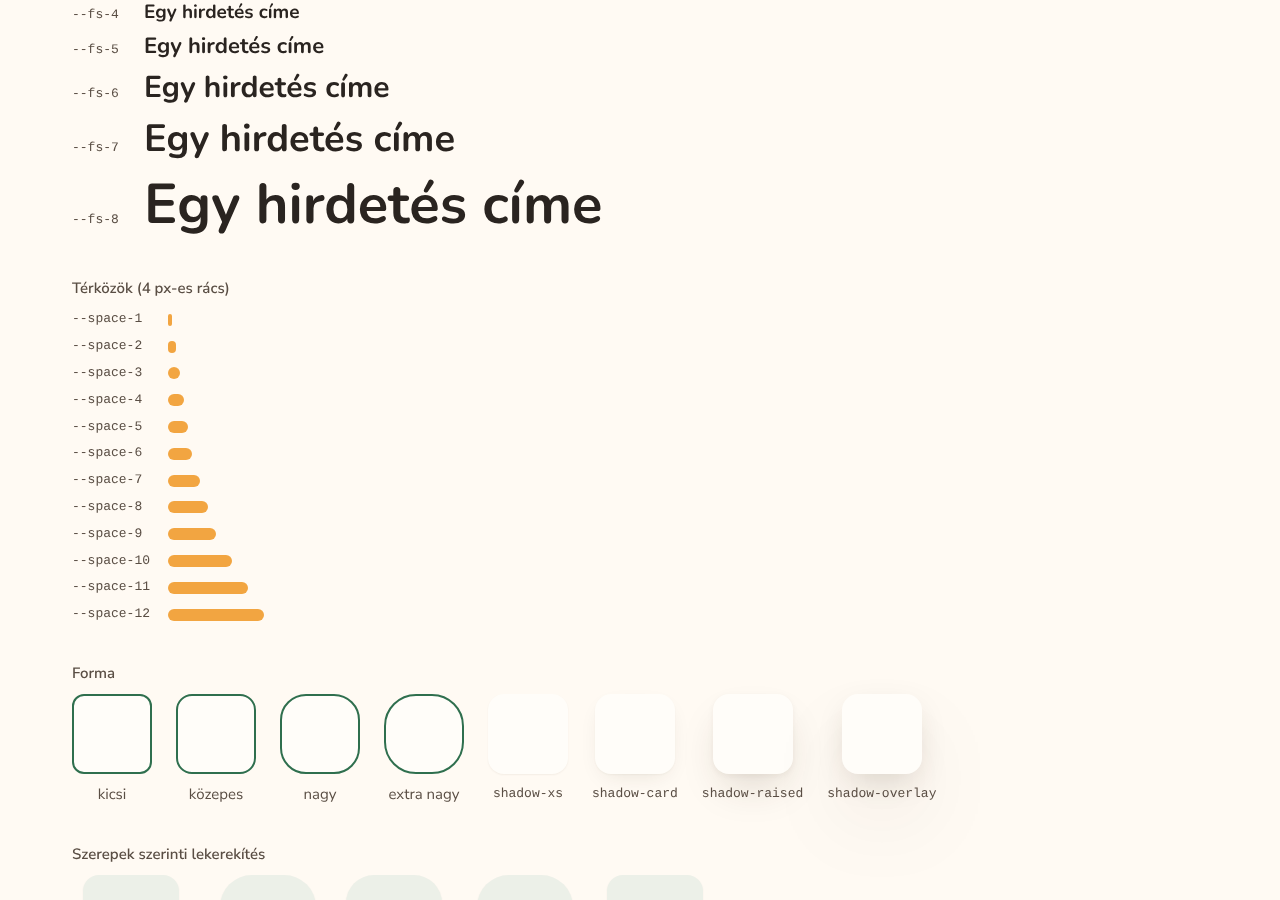 --fs-4 Egy hirdetés címe
--fs-5 Egy hirdetés címe
--fs-6 Egy hirdetés címe
--fs-7 Egy hirdetés címe
--fs-8 Egy hirdetés címe
Térközök (4 px-es rács)
--space-1
--space-2
--space-3
--space-4
--space-5
--space-6
--space-7
--space-8
--space-9
--space-10
--space-11
--space-12
Forma
kicsi közepes nagy extra nagy shadow-xs shadow-card shadow-raised shadow-overlay
Szerepek szerinti lekerekítés